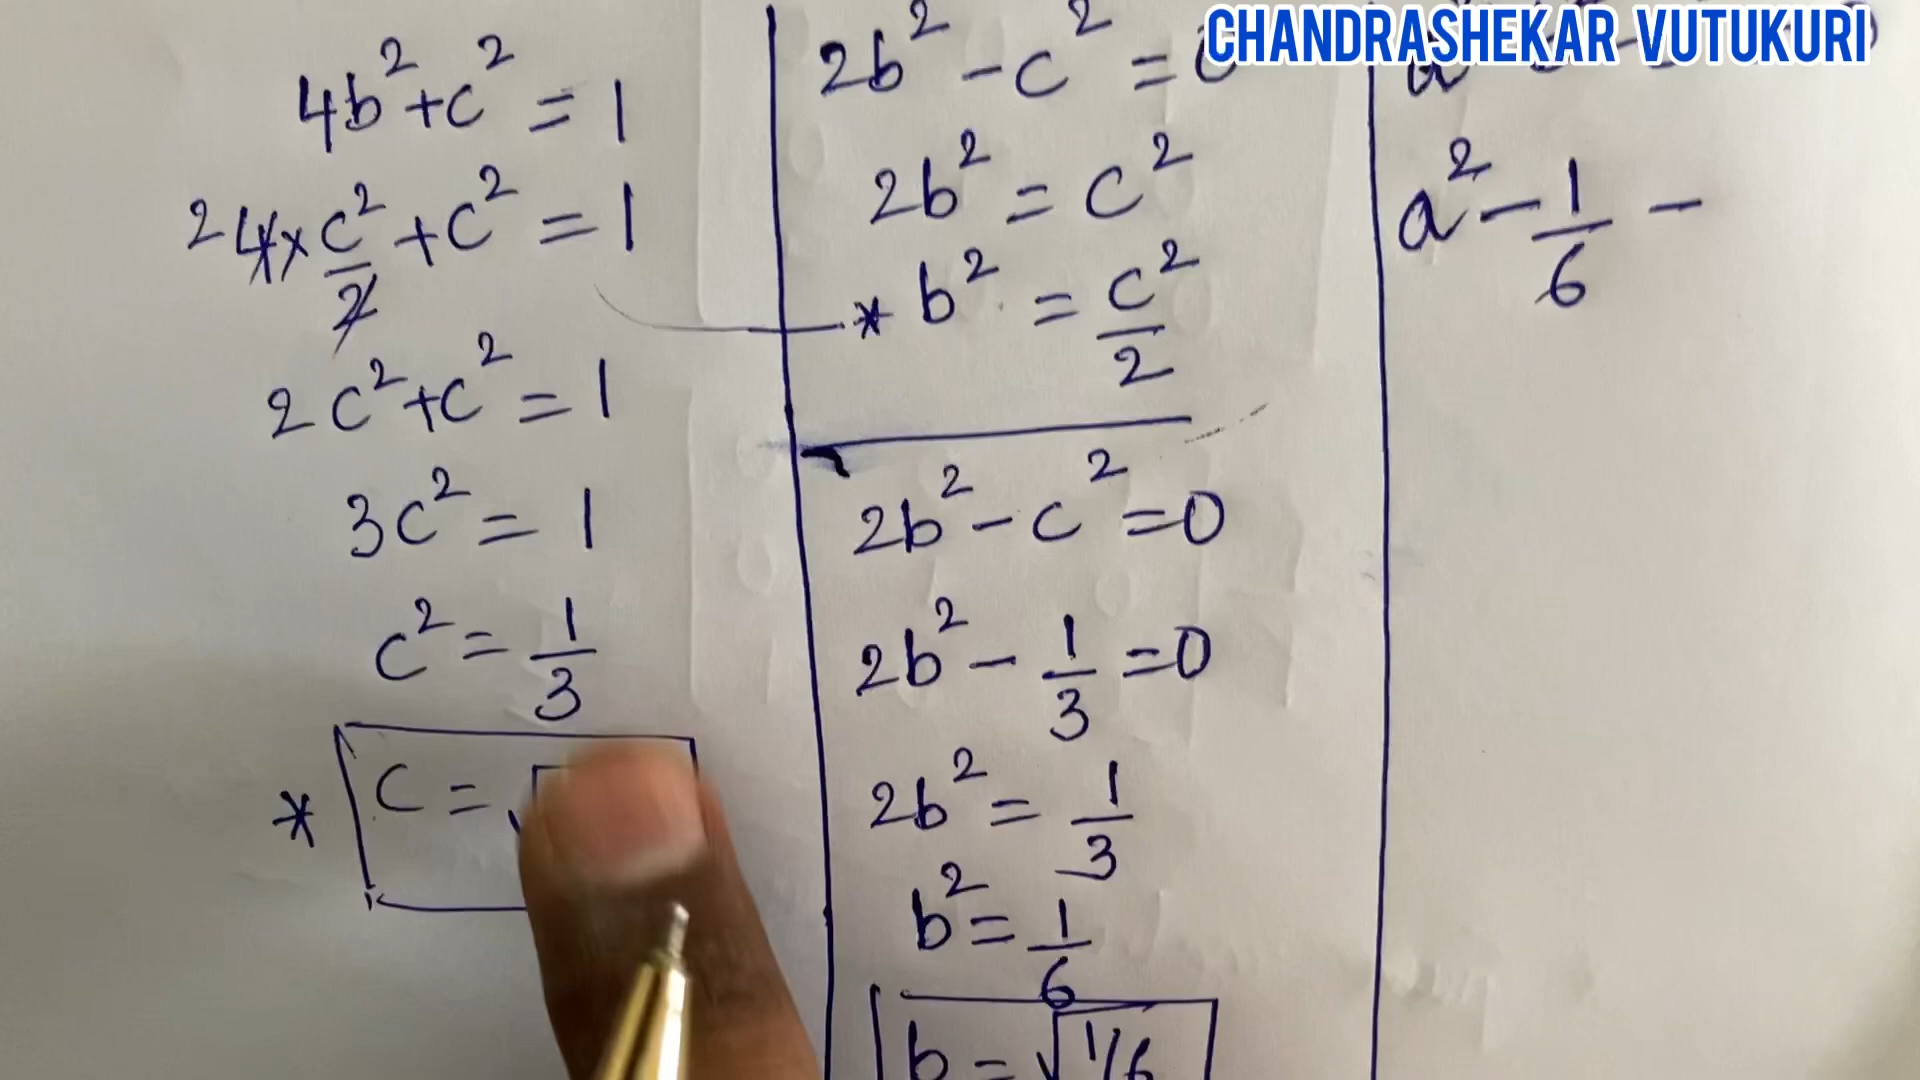 CHANDRASHEKAR VUTUKURI
4b² + c² = 1
2 4 × c²/2 + c² = 1
2c² + c² = 1
3c² = 1
c² = 1/3
* c = √
2b² - c² =
2b² = c²
* b² = c²/2
2b² - c² = 0
2b² - 1/3 = 0
2b² = 1/3
b² = 1/6
b = √1/6
a² - 1/6 -